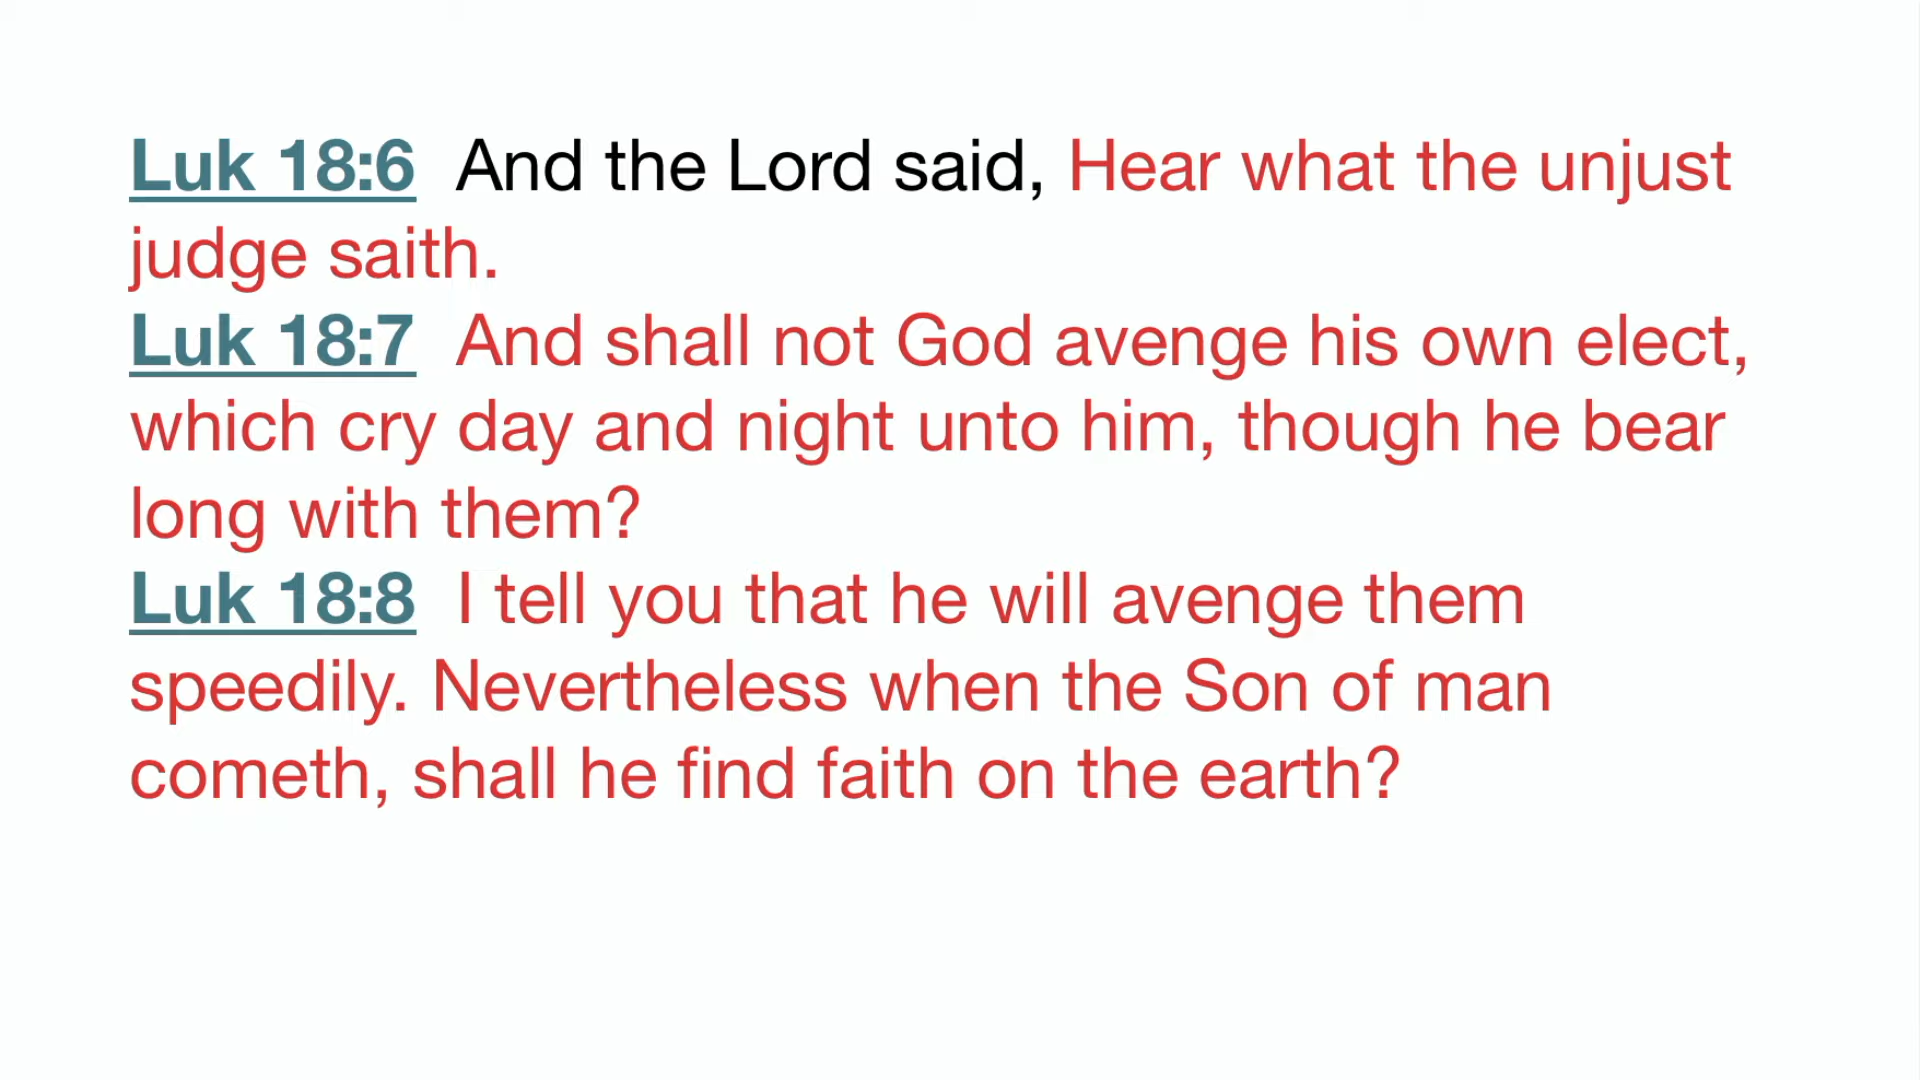 Luk 18:6 And the Lord said, Hear what the unjust
judge saith.
Luk 18:7 And shall not God avenge his own elect,
which cry day and night unto him, though he bear
long with them?
Luk 18:8 I tell you that he will avenge them
speedily. Nevertheless when the Son of man
cometh, shall he find faith on the earth?